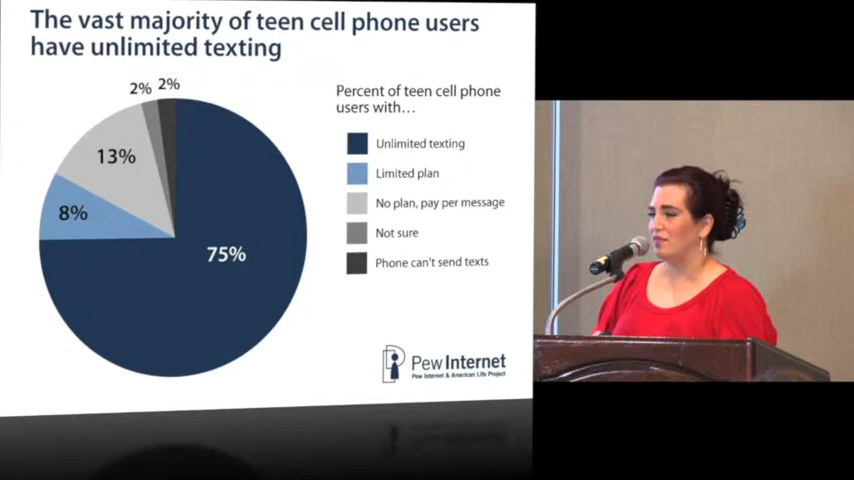 The vast majority of teen cell phone users
have unlimited texting
2% 2%
13%
8%
75%
Percent of teen cell phone
users with…
Unlimited texting
Limited plan
No plan, pay per message
Not sure
Phone can't send texts
Pew Internet
Pew Internet & American Life Project